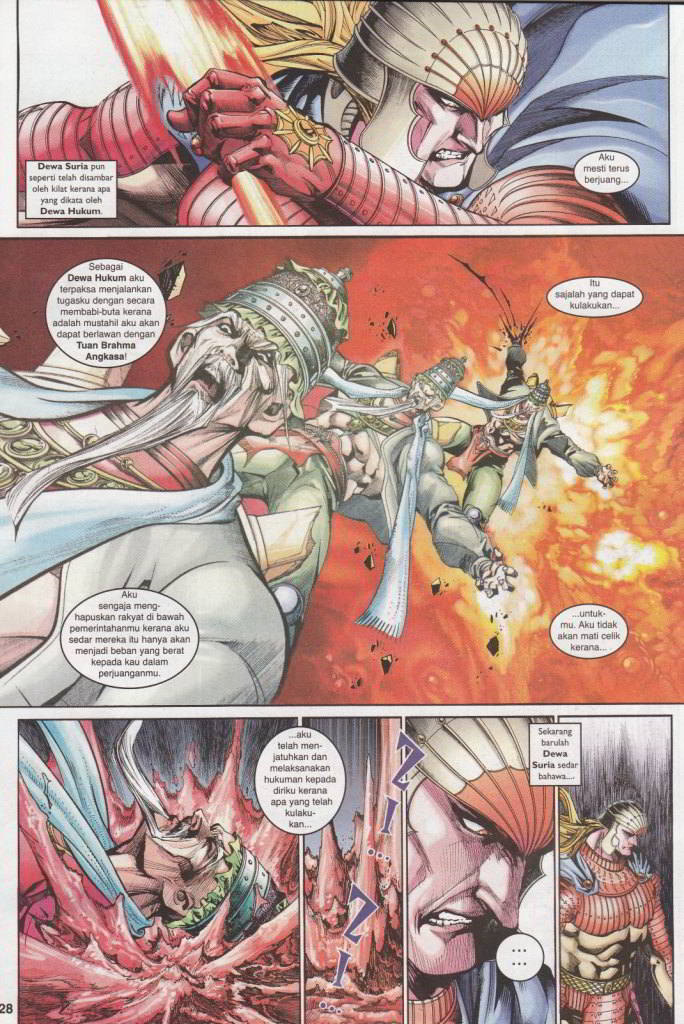 Dewa Suria pun
seperti telah disambar
oleh kilat kerana apa
yang dikata oleh
Dewa Hukum.
Aku
mesti terus
berjuang...
Sebagai
Dewa Hukum aku
terpaksa menjalankan
tugasku dengan secara
membabi-buta kerana
adalah mustahil aku akan
dapat berlawan dengan
Tuan Brahma
Angkasa!
Itu
sajalah yang dapat
kulakukan...
Aku
sengaja meng-
hapuskan rakyat di bawah
pemerintahanmu kerana aku
sedar mereka itu hanya akan
menjadi beban yang berat
kepada kau dalam
perjuanganmu.
...untuk-
mu. Aku tidak
akan mati celik
kerana...
...aku
telah men-
jatuhkan dan
melaksanakan
hukuman kepada
diriku kerana
apa yang telah
kulaku-
kan...
ZI...
ZI...
Sekarang
barulah
Dewa
Suria sedar
bahawa....
...
...
28